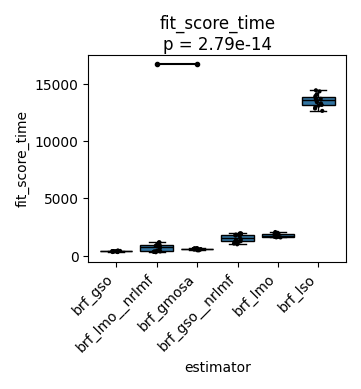 fit_score_time
p = 2.79e-14
fit_score_time
15000
10000
5000
0
brf_gso
brf_lmo__nrlmf
brf_gmosa
brf_gso__nrlmf
brf_lmo
brf_lso
estimator